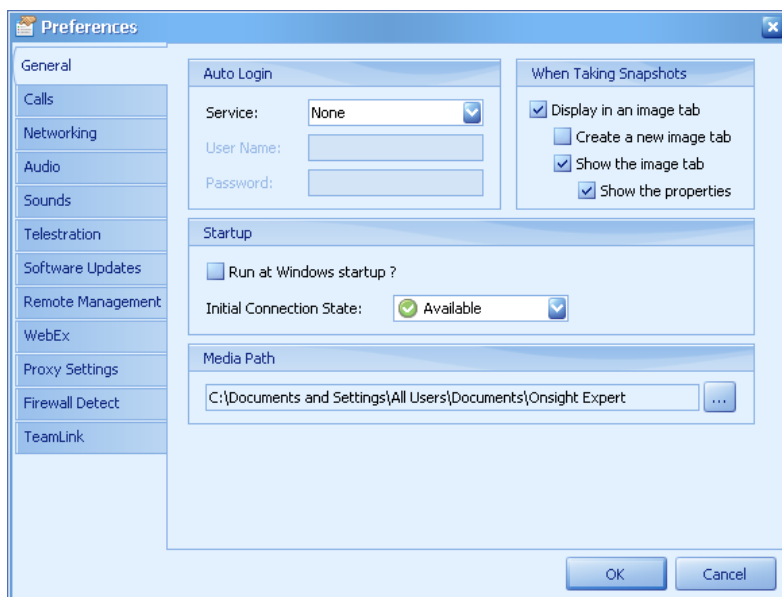 Preferences
General
Calls
Networking
Audio
Sounds
Telestration
Software Updates
Remote Management
WebEx
Proxy Settings
Firewall Detect
TeamLink
Auto Login
Service: None
User Name:
Password:
When Taking Snapshots
Display in an image tab
Create a new image tab
Show the image tab
Show the properties
Startup
Run at Windows startup ?
Initial Connection State: Available
Media Path
C:\Documents and Settings\All Users\Documents\Onsight Expert ...
OK Cancel